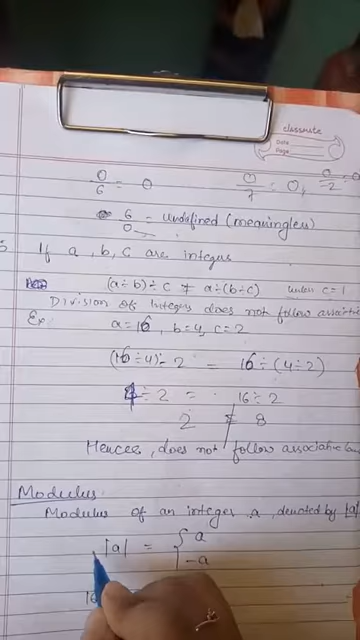 classmate
Date
Page
0/6 = 0 0/7 = 0, 0/-2 = 0
6/0 = undefined (meaningless)
If a, b, c are integers
(a ÷ b) ÷ c ≠ a ÷ (b ÷ c) unless c = 1
Division of Integers does not follow associative
Ex: a = 16, b = 4, c = 2
(16 ÷ 4) ÷ 2 = 16 ÷ (4 ÷ 2)
4 ÷ 2 = 16 ÷ 2
2 ≠ 8
Hences, does not follow associative
Modulus
Modulus of an integer a, denoted by |a|
|a| = { a
-a